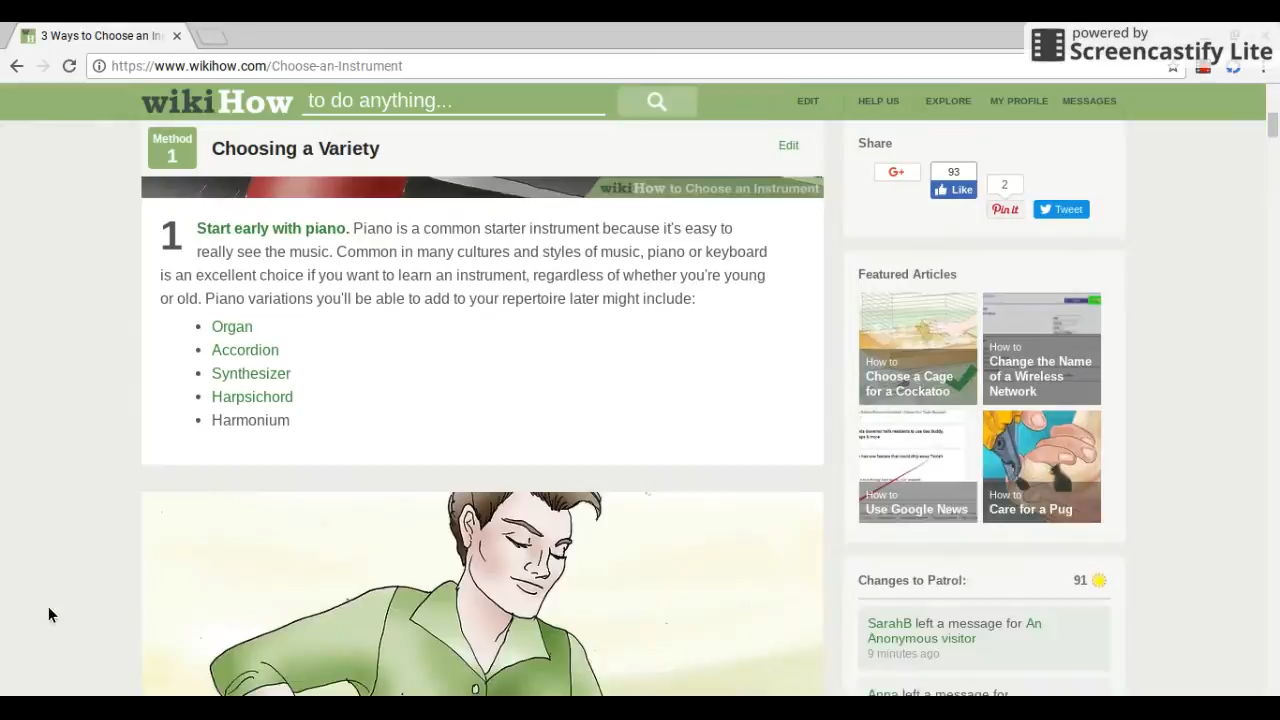 3 Ways to Choose an In
powered by
Screencastify Lite
https://www.wikihow.com/Choose-an-Instrument
wikiHow to do anything...
EDIT
HELP US
EXPLORE
MY PROFILE
MESSAGES
Method
1
Choosing a Variety
Edit
wikiHow to Choose an Instrument
1 Start early with piano. Piano is a common starter instrument because it's easy to
really see the music. Common in many cultures and styles of music, piano or keyboard
is an excellent choice if you want to learn an instrument, regardless of whether you're young
or old. Piano variations you'll be able to add to your repertoire later might include:
• Organ
• Accordion
• Synthesizer
• Harpsichord
• Harmonium
Share
G+
93
Like
2
Pin it
Tweet
Featured Articles
How to
Choose a Cage
for a Cockatoo
How to
Change the Name
of a Wireless
Network
How to
Use Google News
How to
Care for a Pug
Changes to Patrol:
91
SarahB left a message for An
Anonymous visitor
9 minutes ago
Anna left a message for